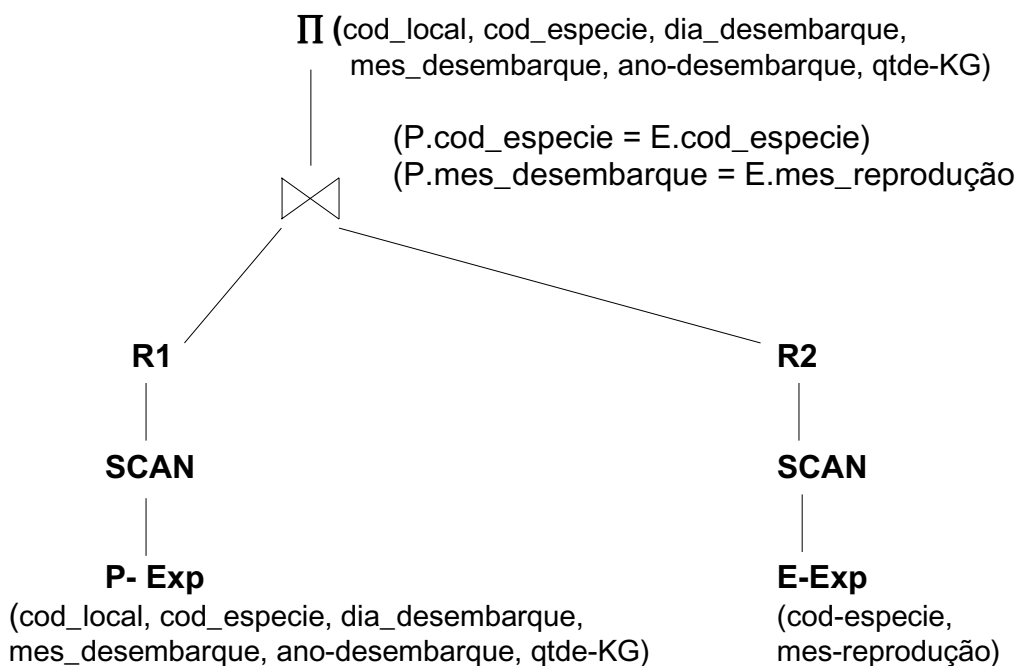 ∏ (cod_local, cod_especie, dia_desembarque,
mes_desembarque, ano-desembarque, qtde-KG)
(P.cod_especie = E.cod_especie)
(P.mes_desembarque = E.mes_reprodução
R1
R2
SCAN
SCAN
P- Exp
E-Exp
(cod_local, cod_especie, dia_desembarque,
mes_desembarque, ano-desembarque, qtde-KG)
(cod-especie,
mes-reprodução)